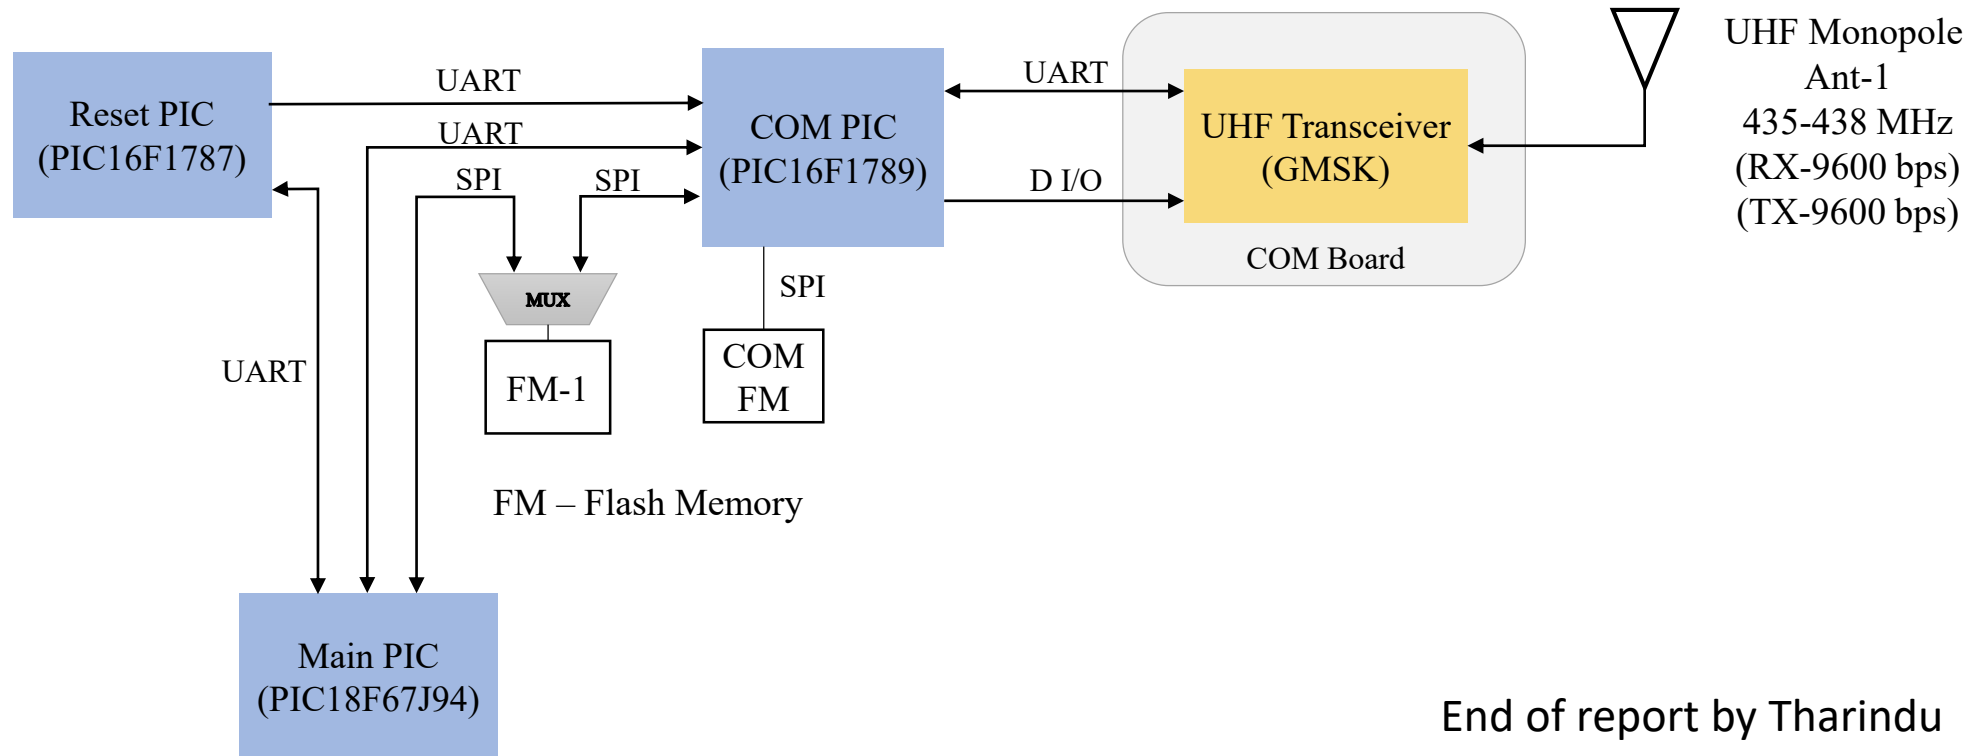 UHF Monopole
Ant-1
435-438 MHz
(RX-9600 bps)
(TX-9600 bps)
Reset PIC
(PIC16F1787)
UART
UART
SPI
SPI
COM PIC
(PIC16F1789)
UART
D I/O
UHF Transceiver
(GMSK)
COM Board
MUX
SPI
FM-1
COM
FM
UART
FM – Flash Memory
Main PIC
(PIC18F67J94)
End of report by Tharindu